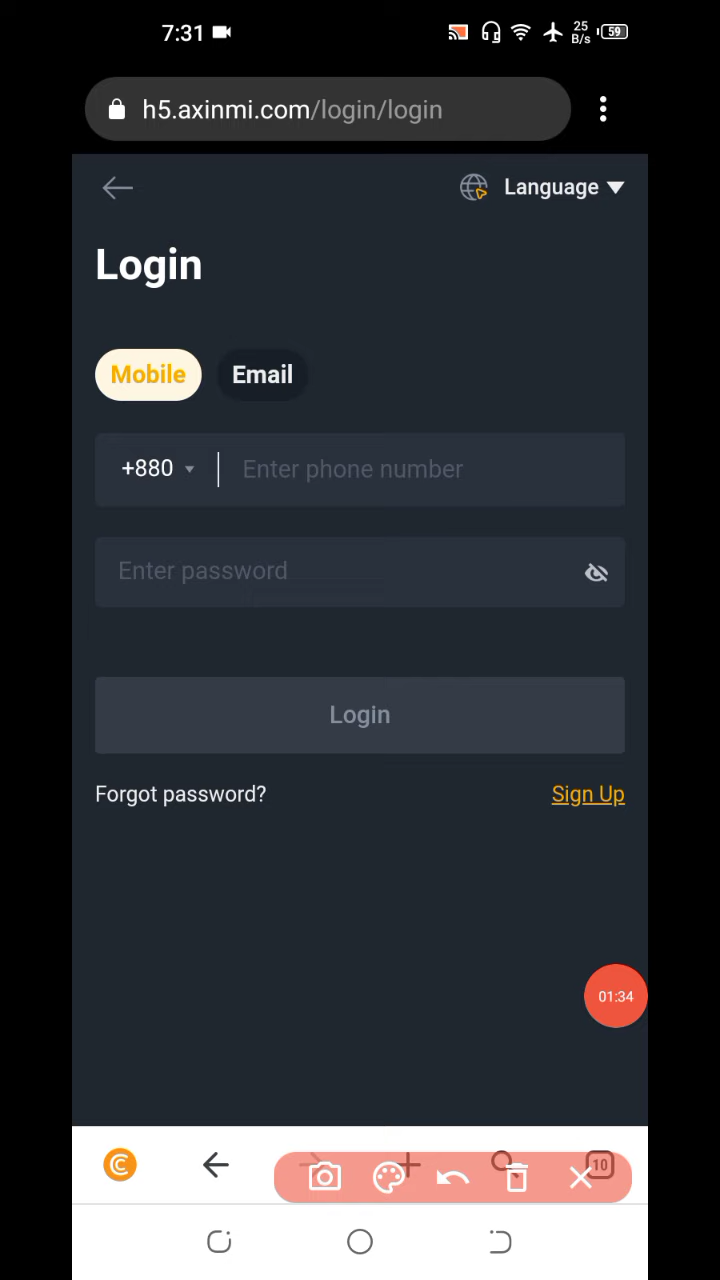 7:31 25 B/s 59
h5.axinmi.com/login/login
Language
Login
Mobile Email
+880 Enter phone number
Enter password
Login
Forgot password? Sign Up
01:34
10